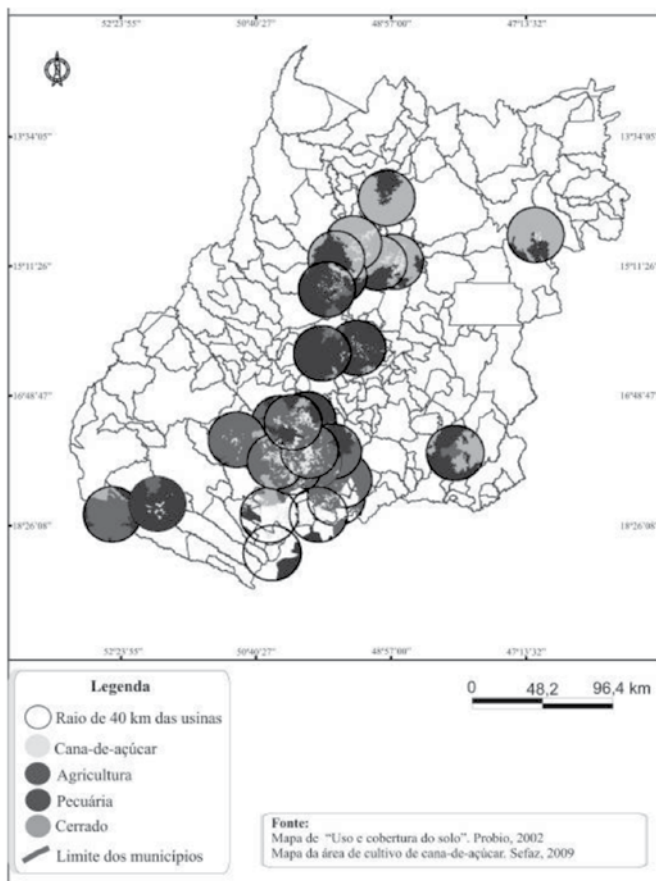 52°23'55" 50°40'27" 48°57'00" 47°13'32"
13°34'05" 13°34'05"
15°11'26" 15°11'26"
16°48'47" 16°48'47"
18°26'08" 18°26'08"
52°23'55" 50°40'27" 48°57'00" 47°13'32"
Legenda
Raio de 40 km das usinas
Cana-de-açúcar
Agricultura
Pecuária
Cerrado
Limite dos municípios
0 48,2 96,4 km
Fonte:
Mapa de “Uso e cobertura do solo”. Probio, 2002
Mapa da área de cultivo de cana-de-açúcar. Sefaz, 2009